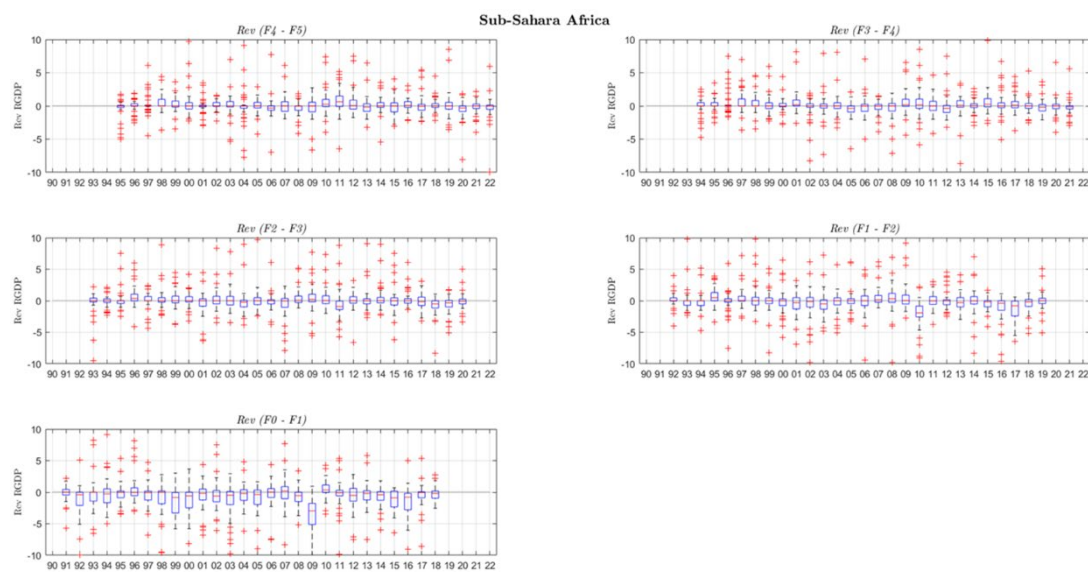 Sub-Sahara Africa
Rev (F4 - F5)
10
5
0
-5
-10
Rev RGDP
90 91 92 93 94 95 96 97 98 99 00 01 02 03 04 05 06 07 08 09 10 11 12 13 14 15 16 17 18 19 20 21 22
Rev (F3 - F4)
10
5
0
-5
-10
Rev RGDP
90 91 92 93 94 95 96 97 98 99 00 01 02 03 04 05 06 07 08 09 10 11 12 13 14 15 16 17 18 19 20 21 22
Rev (F2 - F3)
10
5
0
-5
-10
Rev RGDP
90 91 92 93 94 95 96 97 98 99 00 01 02 03 04 05 06 07 08 09 10 11 12 13 14 15 16 17 18 19 20 21 22
Rev (F1 - F2)
10
5
0
-5
-10
Rev RGDP
90 91 92 93 94 95 96 97 98 99 00 01 02 03 04 05 06 07 08 09 10 11 12 13 14 15 16 17 18 19 20 21 22
Rev (F0 - F1)
10
5
0
-5
-10
Rev RGDP
90 91 92 93 94 95 96 97 98 99 00 01 02 03 04 05 06 07 08 09 10 11 12 13 14 15 16 17 18 19 20 21 22